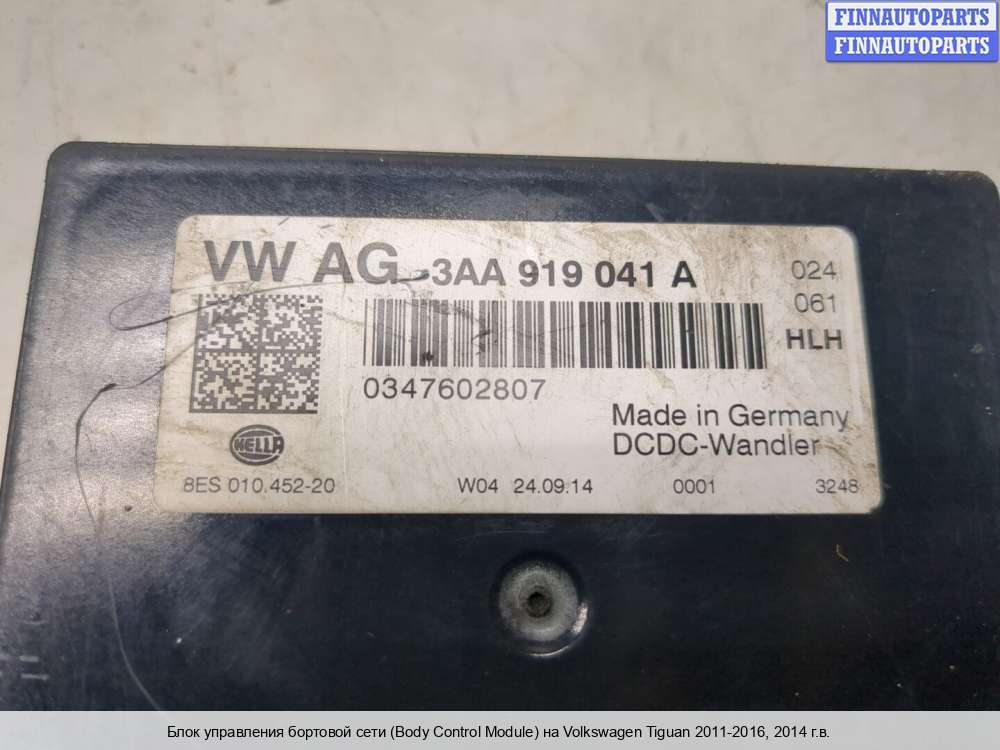 FINNAUTOPARTS
FINNAUTOPARTS
VW AG 3AA 919 041 A
024
061
HLH
0347602807
Made in Germany
DCDC-Wandler
HELLA
8ES 010.452-20
W04 24.09.14
0001
3248
Блок управления бортовой сети (Body Control Module) на Volkswagen Tiguan 2011-2016, 2014 г.в.